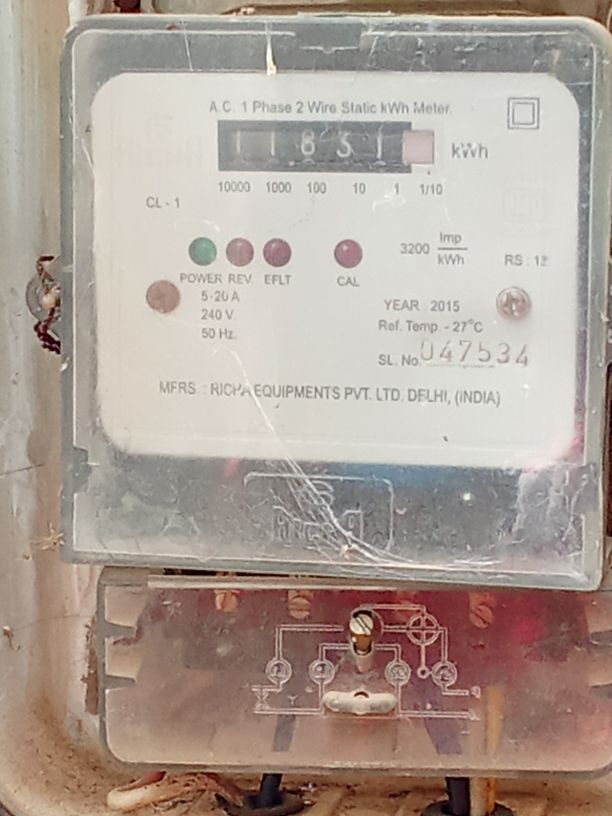 A.C. 1 Phase 2 Wire Static kWh Meter.
11851 kWh
10000 1000 100 10 1 1/10
CL - 1
3200 Imp/kWh
RS : 12
POWER REV. EFLT CAL
5-20 A
240 V.
50 Hz.
YEAR : 2015
Ref. Temp. - 27°C
SL. No. 047534
MFRS. : RICHA EQUIPMENTS PVT. LTD. DELHI, (INDIA)